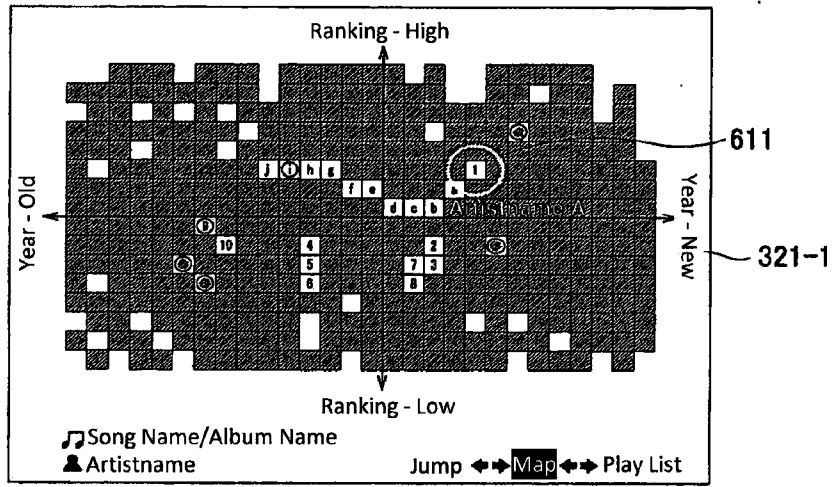 Ranking - High
611
j i h g 1
f e a
Year - Old
d c b Artistname A
Year - New
9
10 4 2
321-1
5 7 3
6 8
Ranking - Low
Song Name/Album Name
Artistname Jump Map Play List